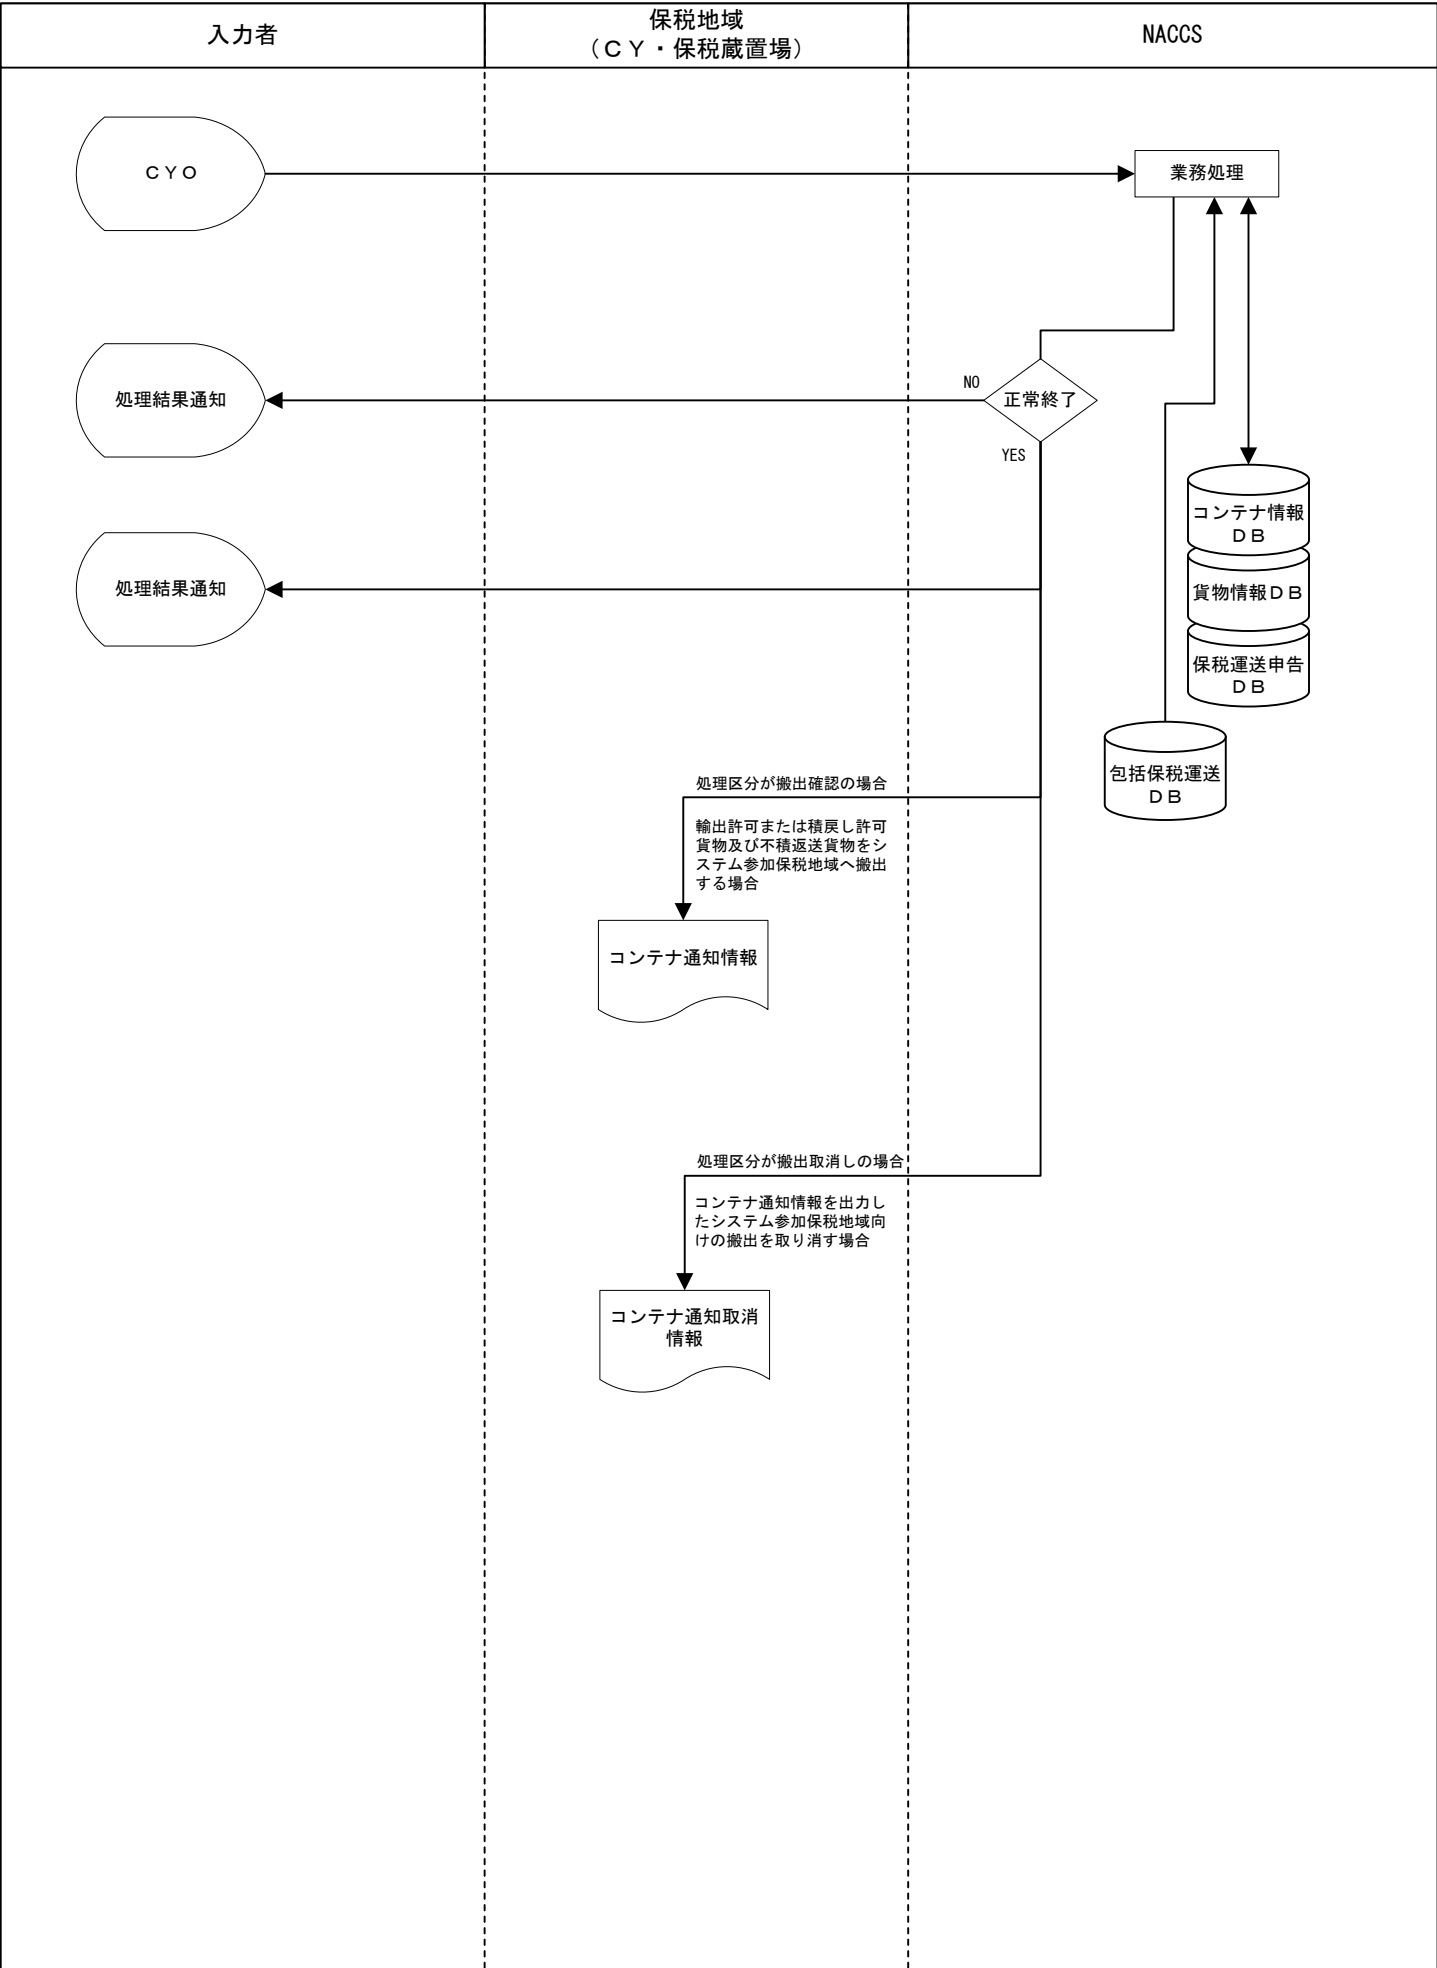 入力者
保税地域
（ＣＹ・保税蔵置場）
NACCS
ＣＹＯ
業務処理
処理結果通知
NO
正常終了
YES
コンテナ情報
ＤＢ
処理結果通知
貨物情報ＤＢ
保税運送申告
ＤＢ
包括保税運送
ＤＢ
処理区分が搬出確認の場合
輸出許可または積戻し許可
貨物及び不積返送貨物をシ
ステム参加保税地域へ搬出
する場合
コンテナ通知情報
処理区分が搬出取消しの場合
コンテナ通知情報を出力し
たシステム参加保税地域向
けの搬出を取り消す場合
コンテナ通知取消
情報